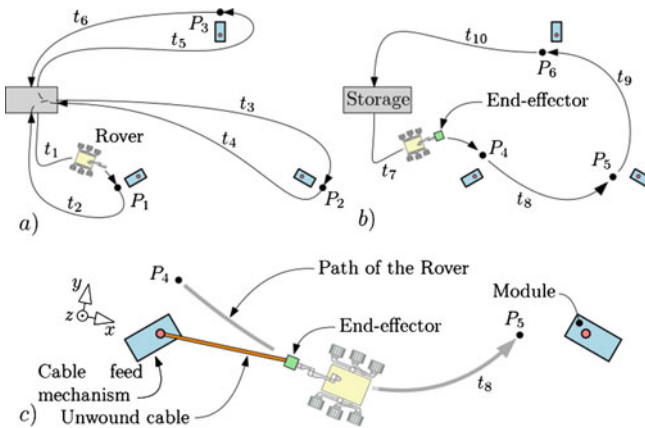 t6
P3
t5
t3
t4
Rover
t1
P1
t2
P2
a)
t10
P6
t9
Storage
End-effector
P4
t7
P5
t8
b)
P4
Path of the Rover
Module
y
z
x
P5
End-effector
t8
Cable feed
mechanism
Unwound cable
c)